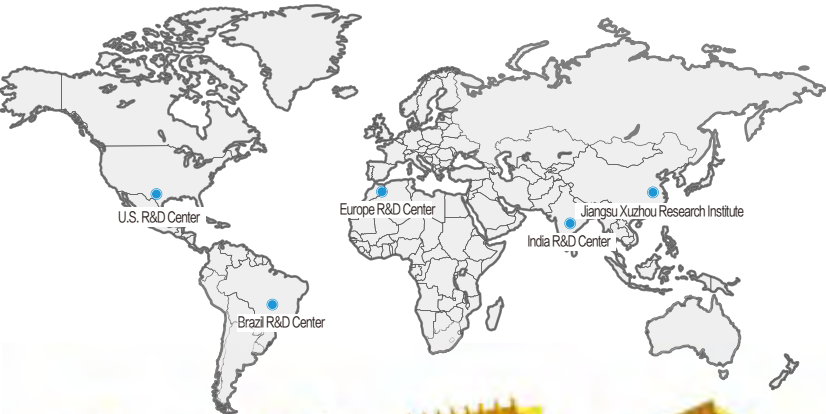 Europe R&D Center
Jiangsu Xuzhou Research Institute
U.S. R&D Center
India R&D Center
Brazil R&D Center